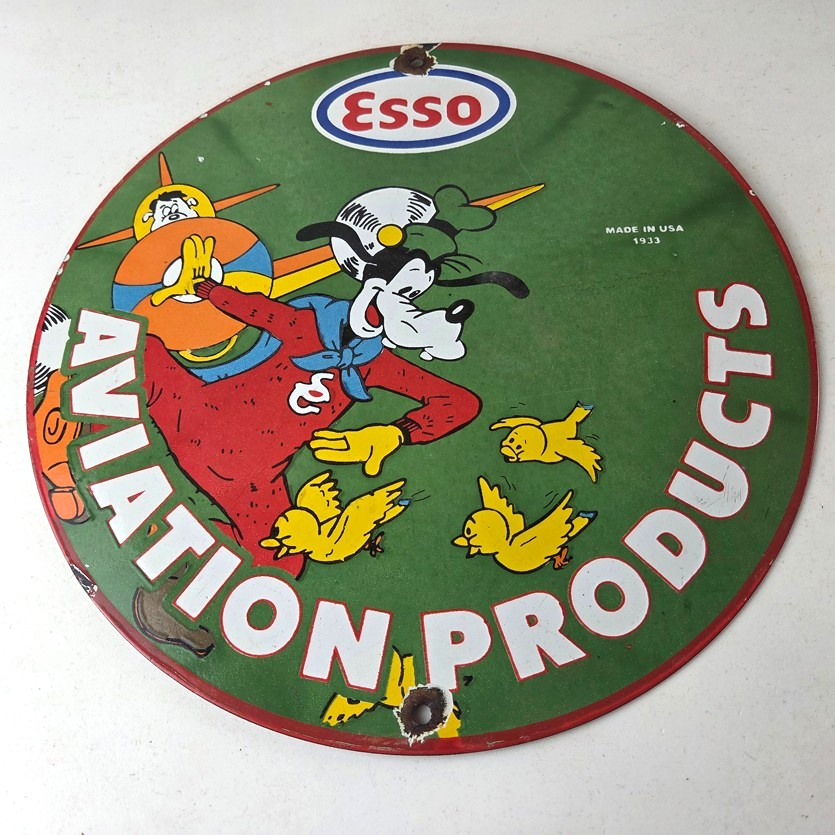 Esso
MADE IN USA
1933
AVIATION PRODUCTS